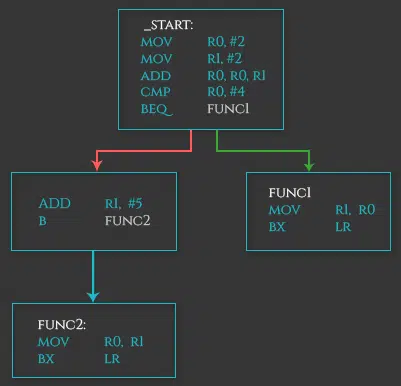 _START:
MOV R0, #2
MOV R1, #2
ADD R0, R0, R1
CMP R0, #4
BEQ FUNC1
ADD R1, #5
B FUNC2
FUNC1
MOV R1, R0
BX LR
FUNC2:
MOV R0, R1
BX LR